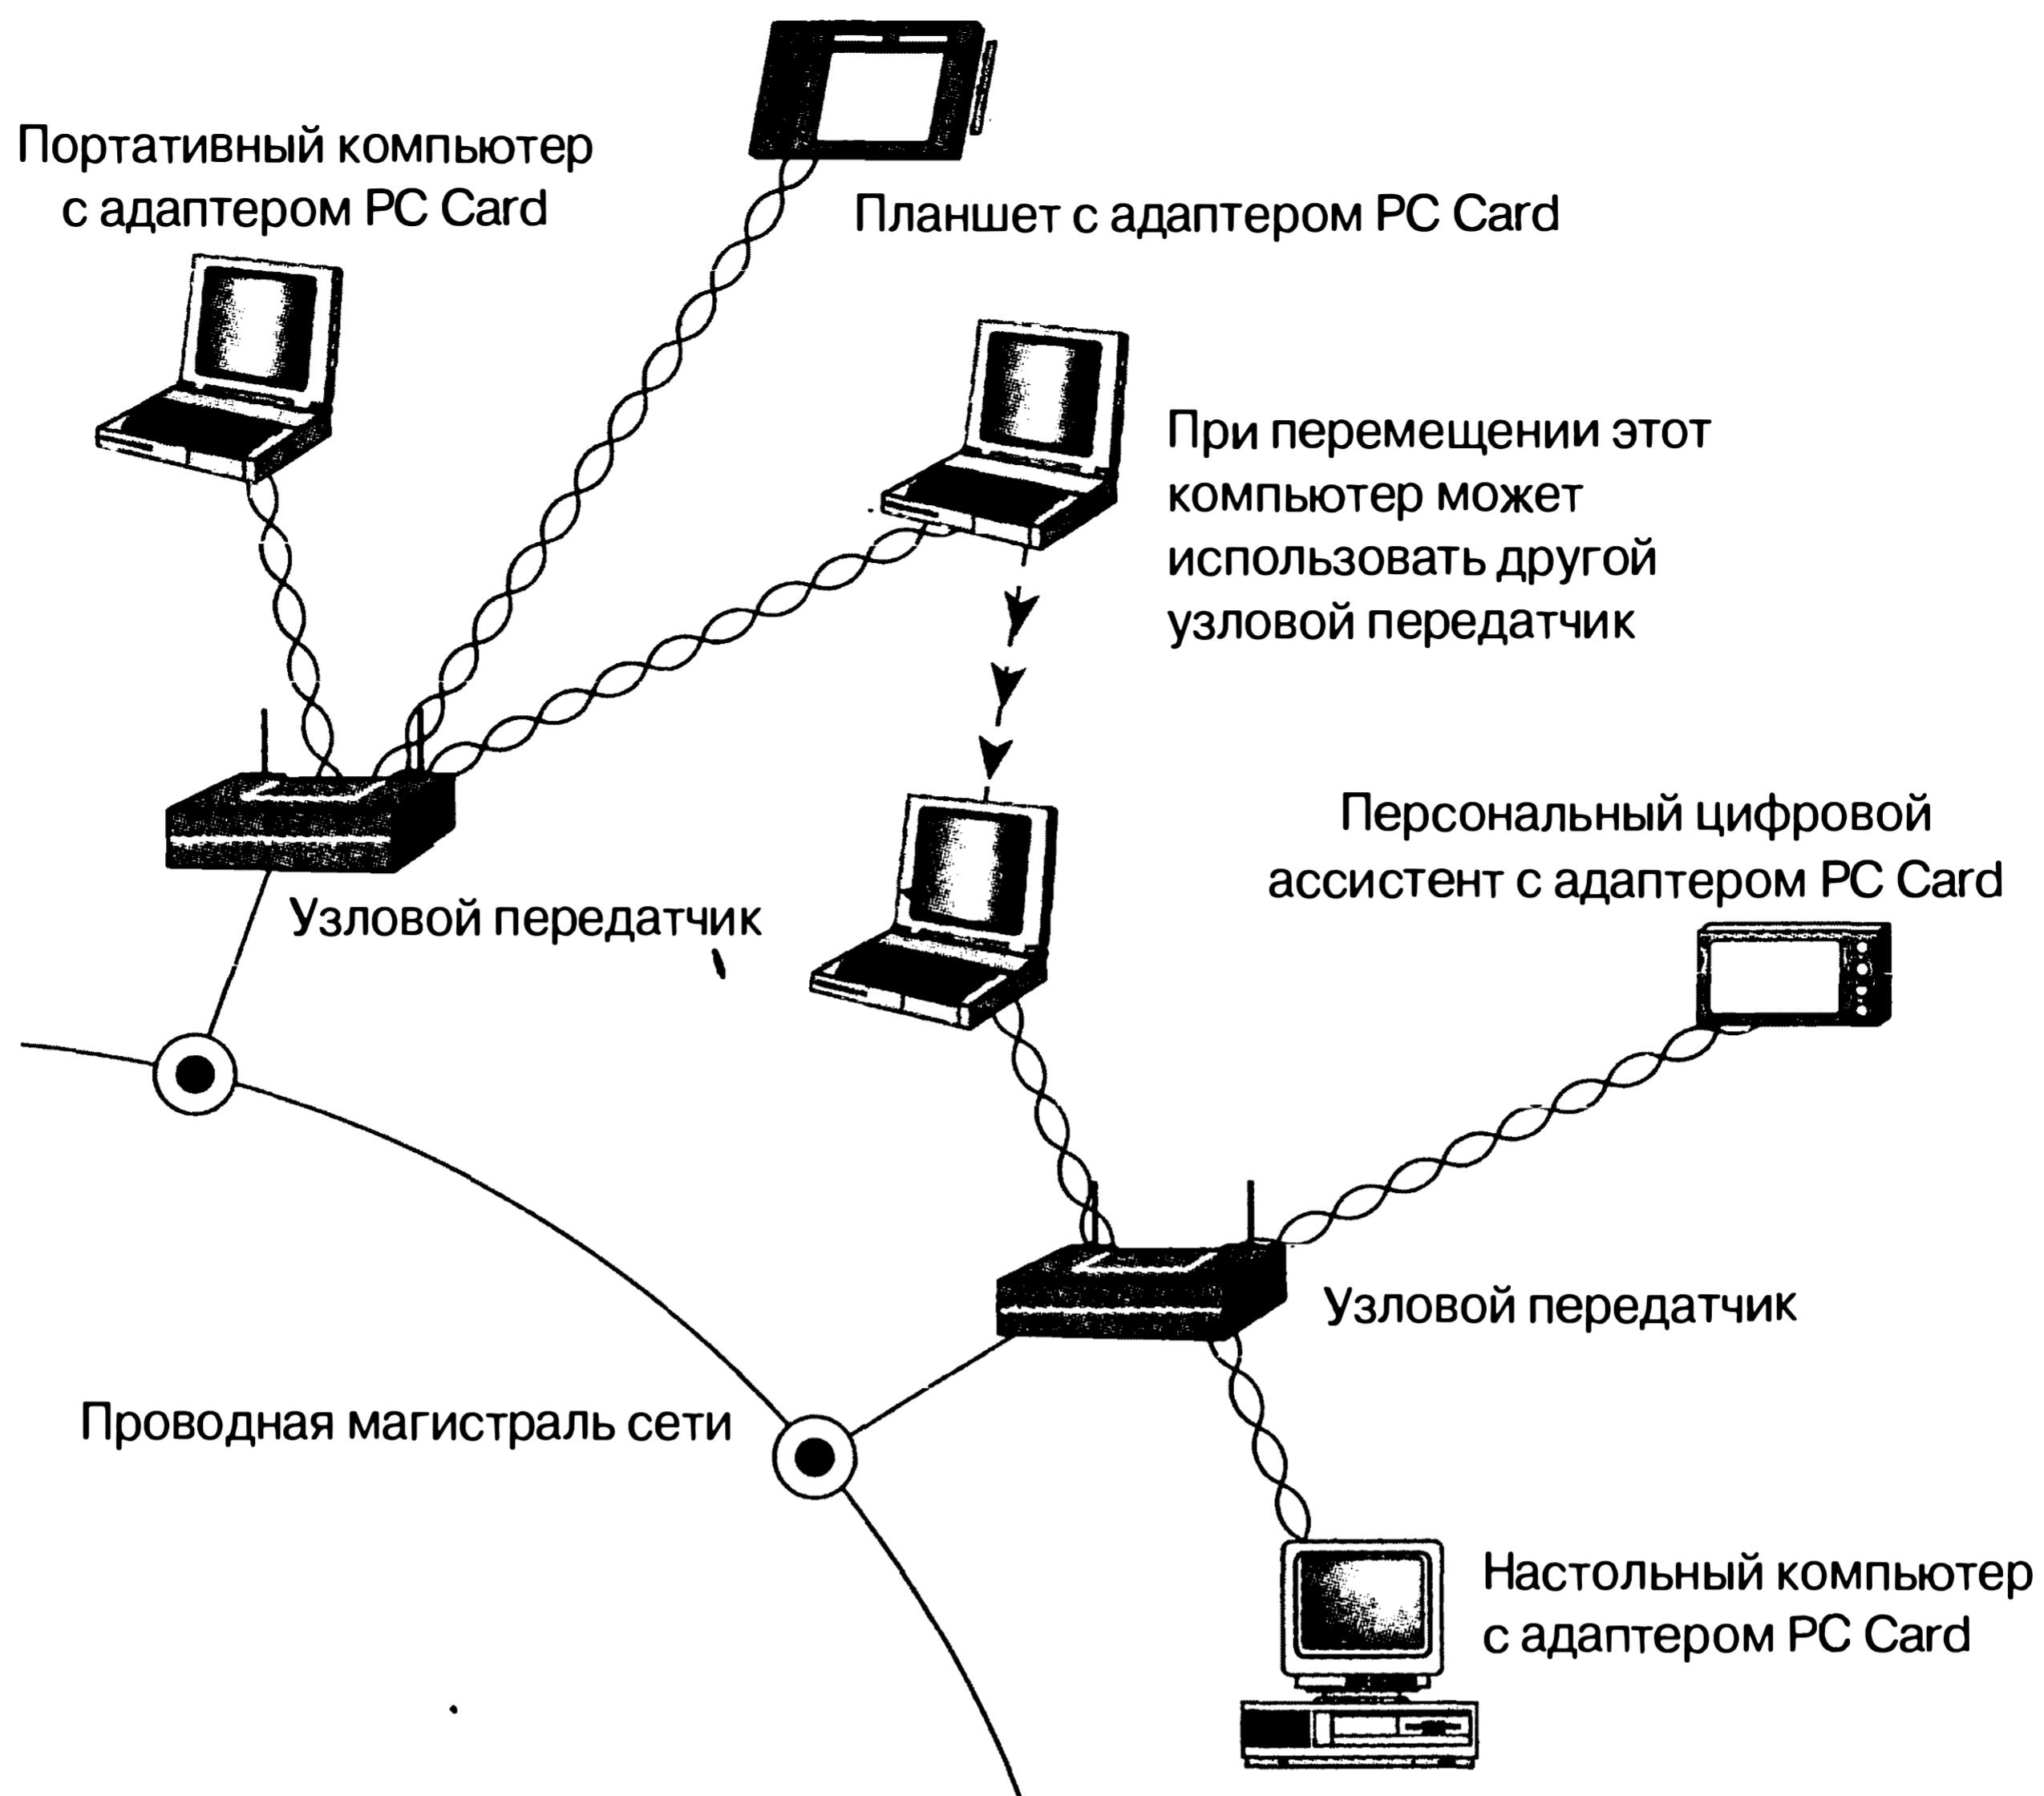 Портативный компьютер
с адаптером PC Card
Планшет с адаптером PC Card
При перемещении этот
компьютер может
использовать другой
узловой передатчик
Персональный цифровой
ассистент с адаптером PC Card
Узловой передатчик
Узловой передатчик
Проводная магистраль сети
Настольный компьютер
с адаптером PC Card